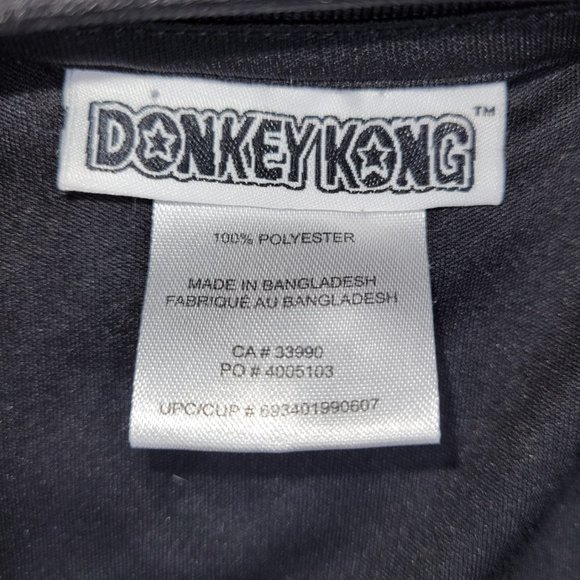 DONKEY KONG™
100% POLYESTER
MADE IN BANGLADESH
FABRIQUÉ AU BANGLADESH
CA # 33990
PO # 4005103
UPC/CUP # 693401990607